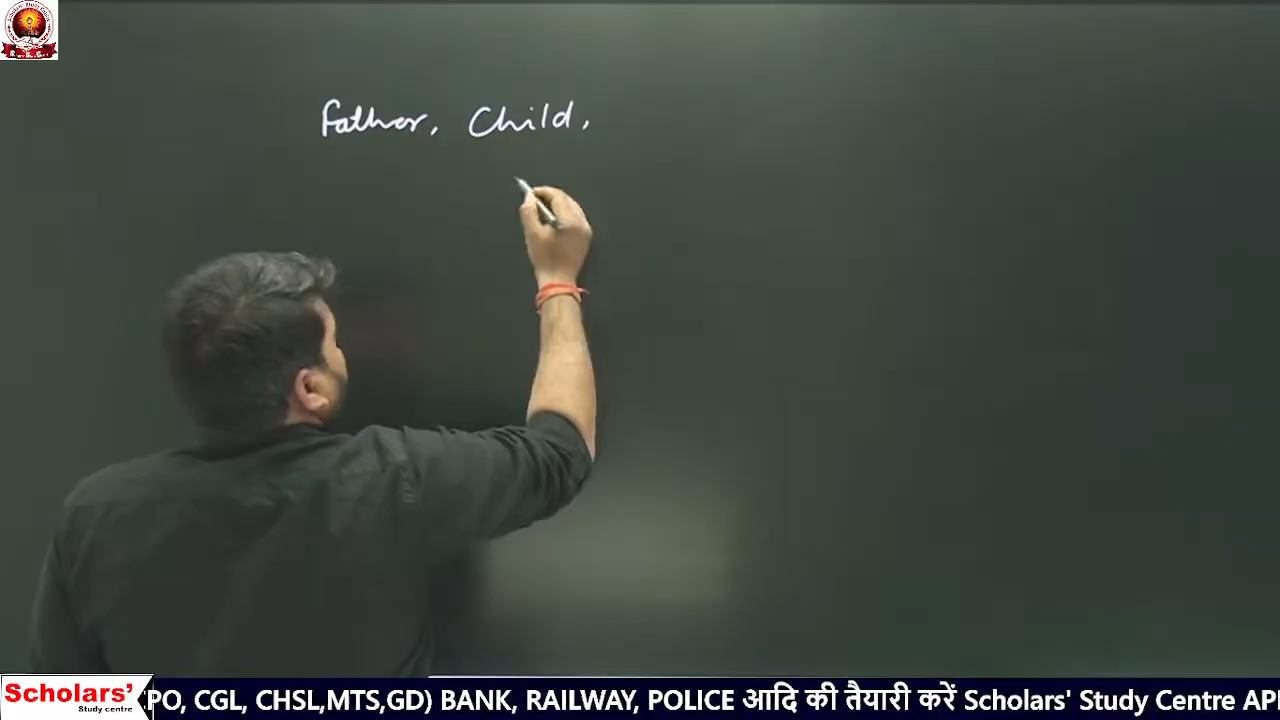 Father, Child,
Scholars'
Study centre
PO, CGL, CHSL,MTS,GD) BANK, RAILWAY, POLICE आदि की तैयारी करें Scholars' Study Centre AP